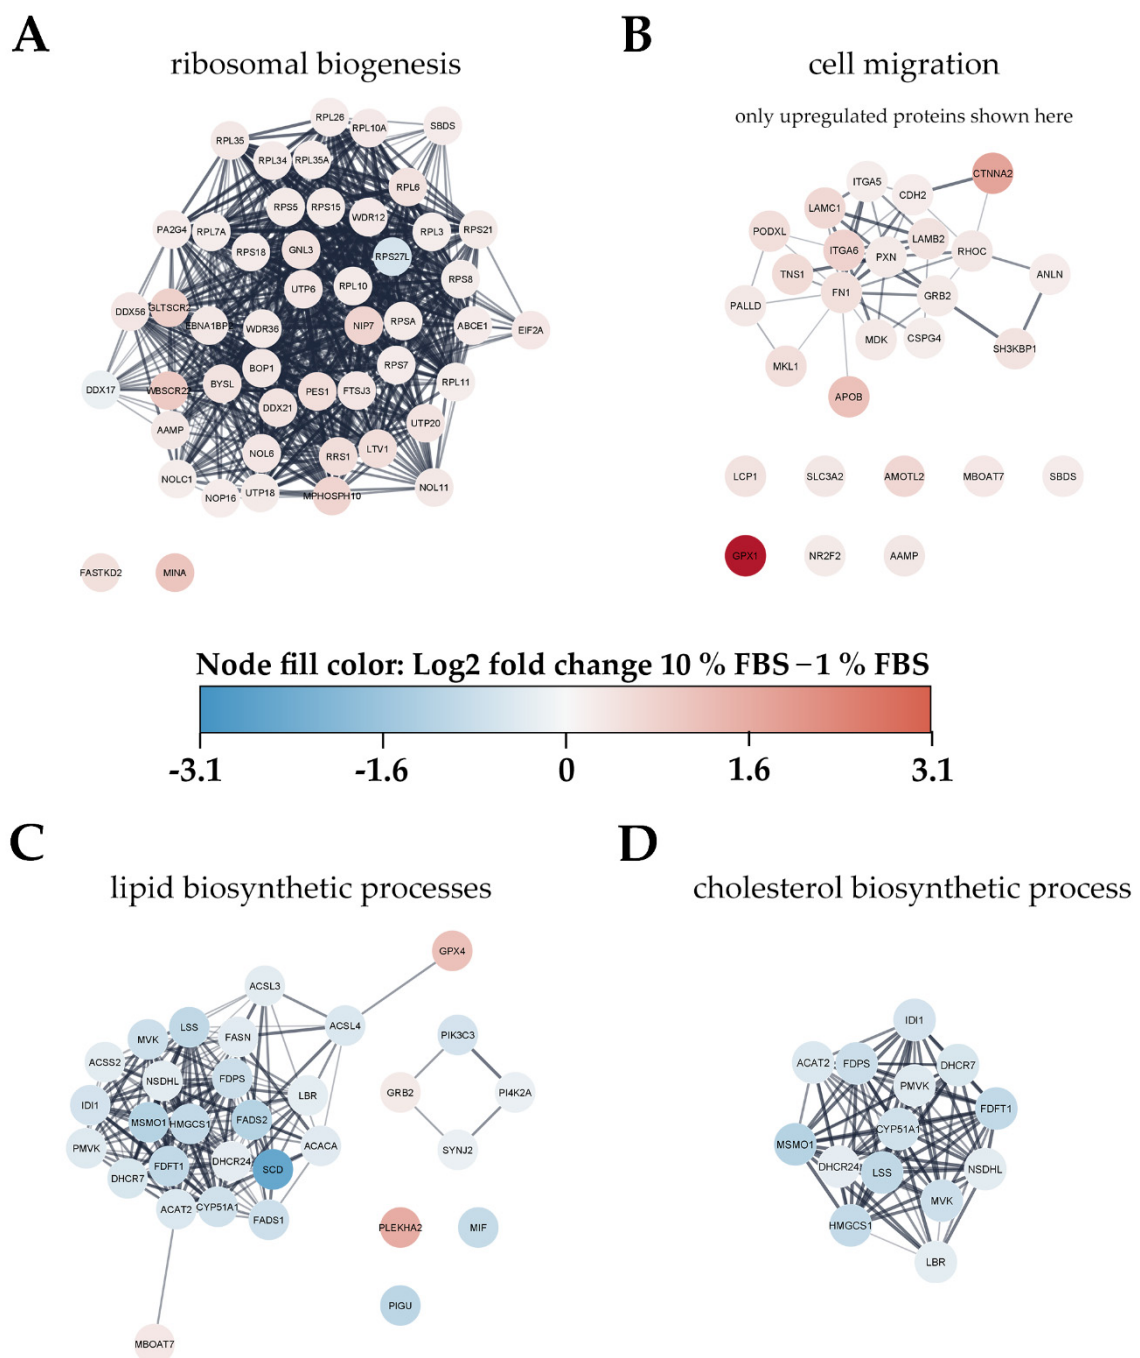 A
ribosomal biogenesis
RPL26
RPL10A
SBDS
RPL35
RPL34
RPL35A
RPL6
RPS5
RPS15
WDR12
PA2G4
RPL7A
RPL3
RPS21
RPS18
GNL3
RPS27L
UTP6
RPL10
RPS8
DDX56
GLTSCR2
EBNA1BP2
WDR36
NIP7
RPSA
ABCE1
EIF2A
BOP1
RPS7
DDX17
WBSCR22
BYSL
PES1
FTSJ3
RPL11
DDX21
AAMP
UTP20
NOL6
RRS1
LTV1
NOLC1
NOP16
UTP18
MPHOSPH10
NOL11
FASTKD2
MINA
B
cell migration
only upregulated proteins shown here
CTNNA2
ITGA5
CDH2
LAMC1
PODXL
LAMB2
ITGA6
PXN
RHOC
TNS1
ANLN
FN1
GRB2
PALLD
MDK
CSPG4
SH3KBP1
MKL1
APOB
LCP1
SLC3A2
AMOTL2
MBOAT7
SBDS
GPX1
NR2F2
AAMP
Node fill color: Log2 fold change 10 % FBS – 1 % FBS
-3.1
-1.6
0
1.6
3.1
C
lipid biosynthetic processes
GPX4
ACSL3
LSS
ACSL4
MVK
FASN
PIK3C3
ACSS2
NSDHL
FDPS
LBR
GRB2
PI4K2A
IDI1
MSMO1
HMGCS1
FADS2
PMVK
ACACA
SYNJ2
FDFT1
DHCR24
SCD
DHCR7
ACAT2
CYP51A1
FADS1
PLEKHA2
MIF
PIGU
MBOAT7
D
cholesterol biosynthetic process
IDI1
ACAT2
FDPS
DHCR7
PMVK
FDFT1
CYP51A1
MSMO1
DHCR24
LSS
NSDHL
MVK
HMGCS1
LBR